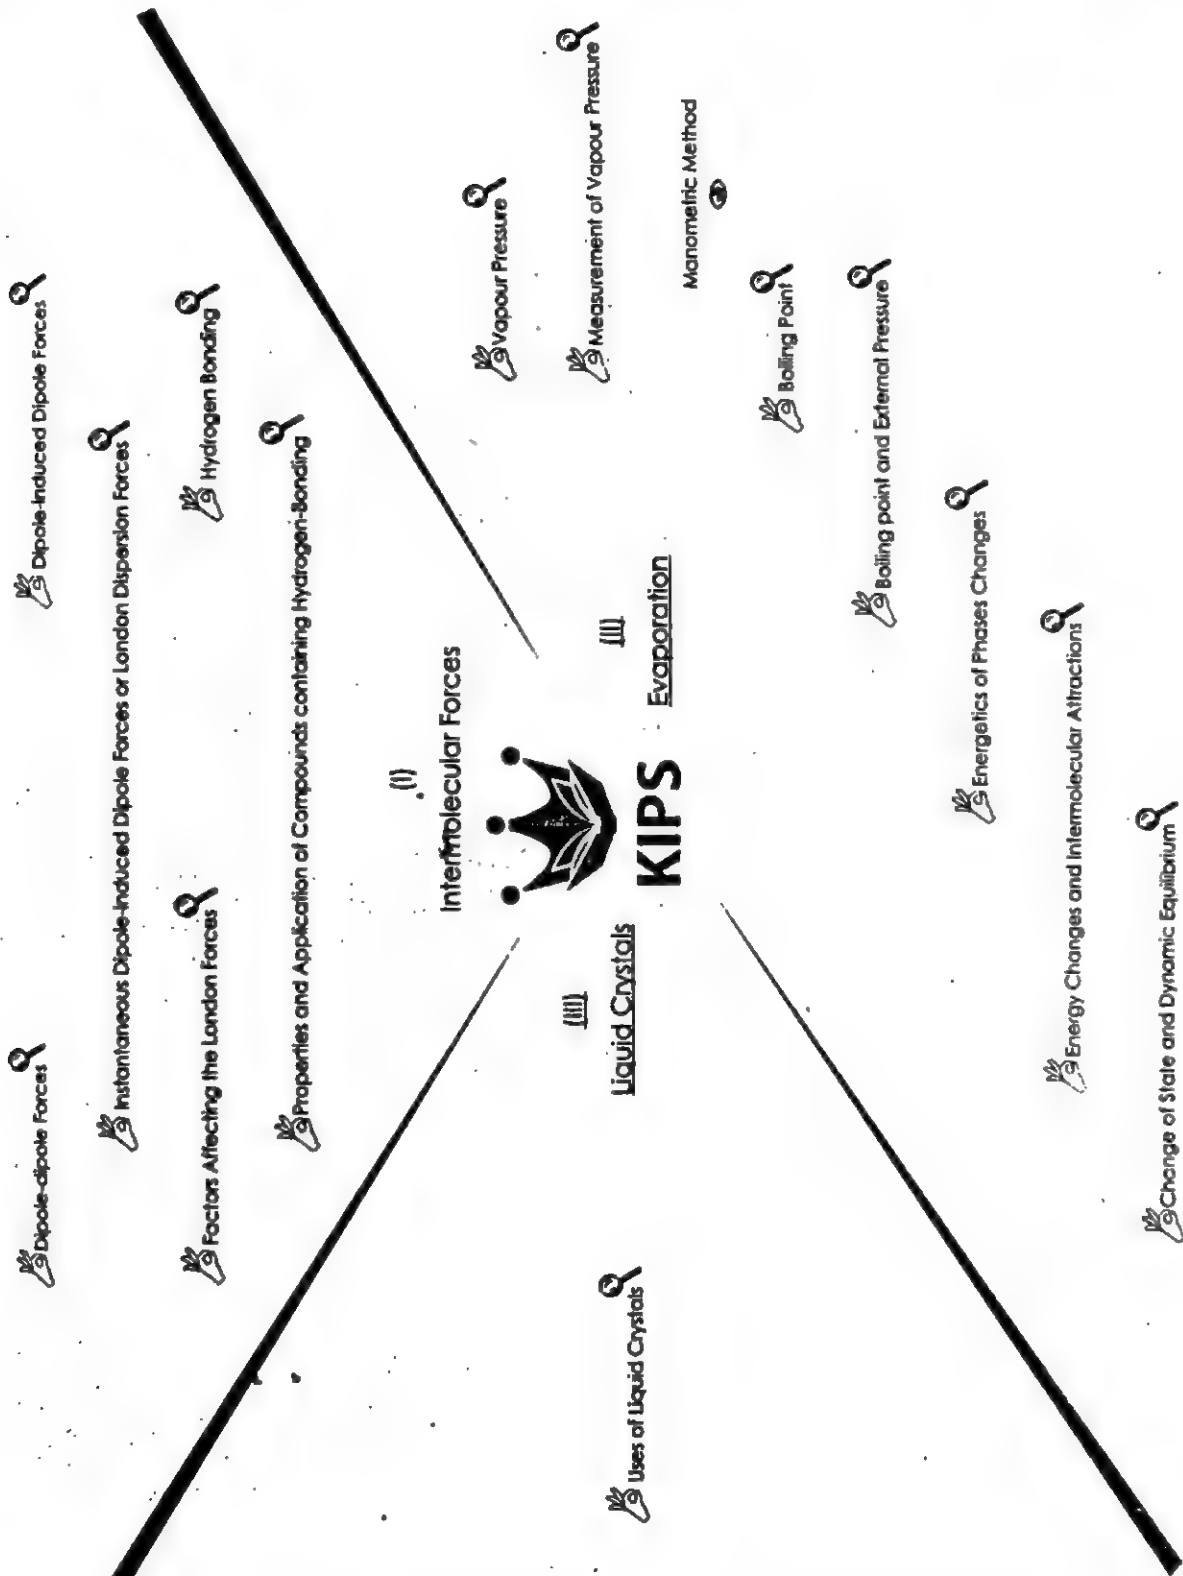 Dipole-dipole Forces
Dipole-Induced Dipole Forces
Instantaneous Dipole-Induced Dipole Forces or London Dispersion Forces
Factors Affecting the London Forces
Hydrogen Bonding
Properties and Application of Compounds containing Hydrogen-Bonding
(I)
Intermolecular Forces
KIPS
(III)
Liquid Crystals
Uses of Liquid Crystals
(II)
Evaporation
Vapour Pressure
Measurement of Vapour Pressure
Manometric Method
Boiling Point
Boiling point and External Pressure
Energetics of Phases Changes
Energy Changes and Intermolecular Attractions
Change of State and Dynamic Equilibrium